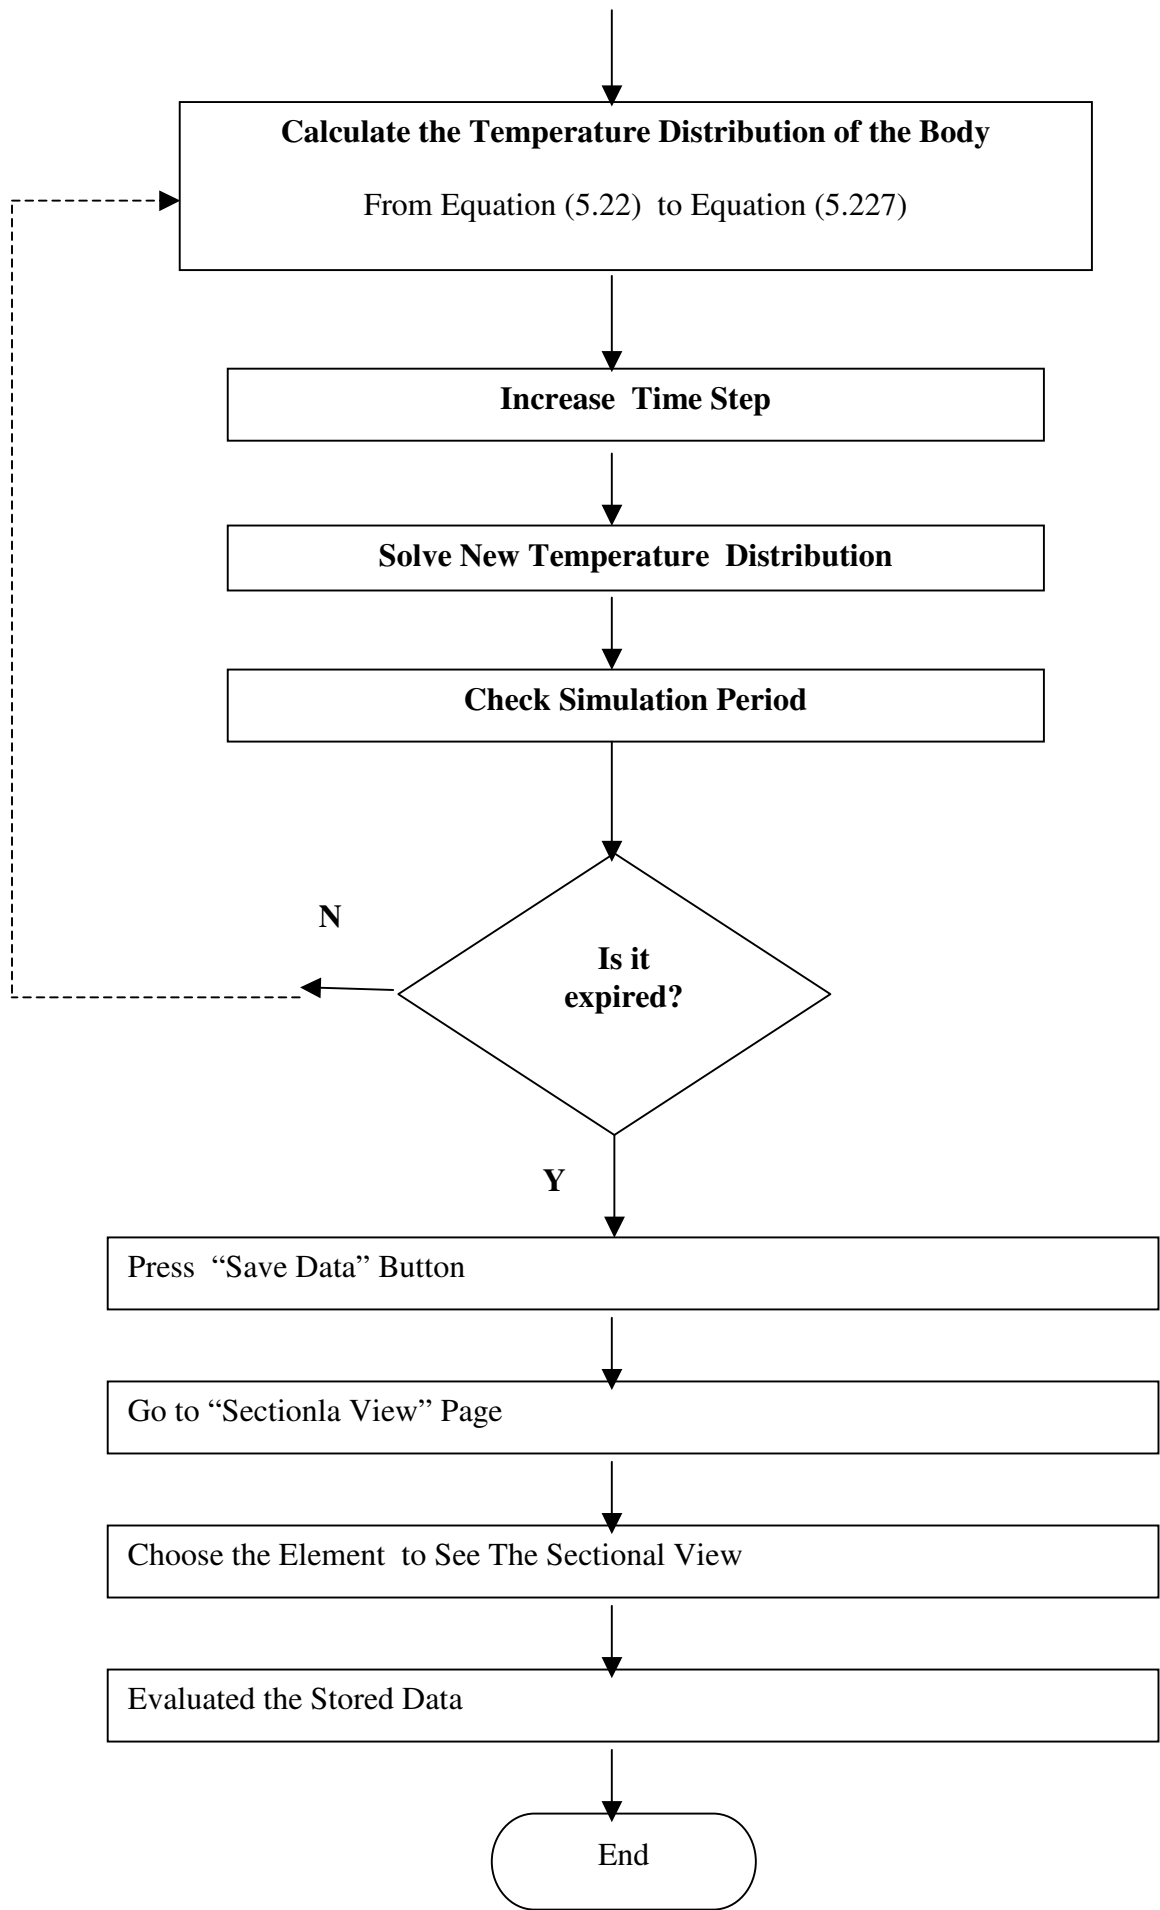 Calculate the Temperature Distribution of the Body
From Equation (5.22) to Equation (5.227)
Increase Time Step
Solve New Temperature Distribution
Check Simulation Period
N
Is it
expired?
Y
Press “Save Data” Button
Go to “Sectionla View” Page
Choose the Element to See The Sectional View
Evaluated the Stored Data
End